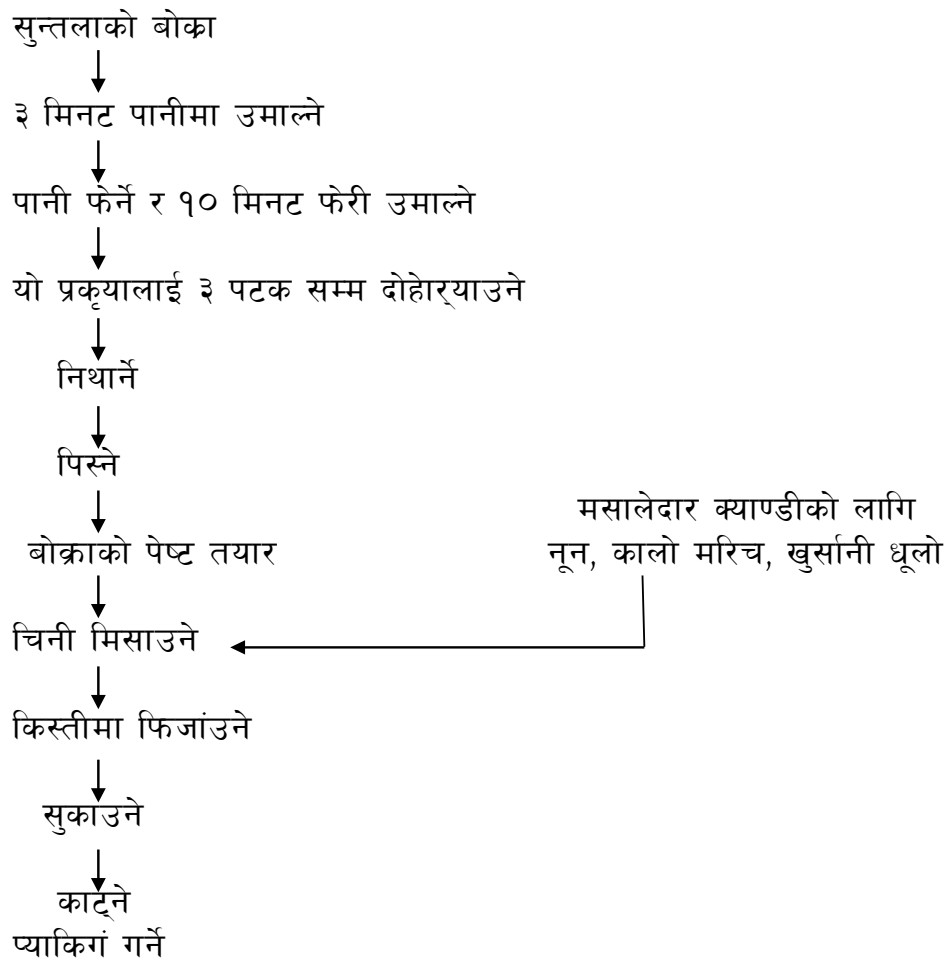 सुन्तलाको बोक्रा
३ मिनट पानीमा उमाल्ने
पानी फेर्ने र १० मिनट फेरी उमाल्ने
यो प्रकृयालाई ३ पटक सम्म दोहोर्‍याउने
निथार्ने
पिस्ने
बोक्राको पेष्ट तयार
मसालेदार क्याण्डीको लागि
नून, कालो मरिच, खुर्सानी धूलो
चिनी मिसाउने
किस्तीमा फिजांउने
सुकाउने
काट्ने
प्याकिगं गर्ने